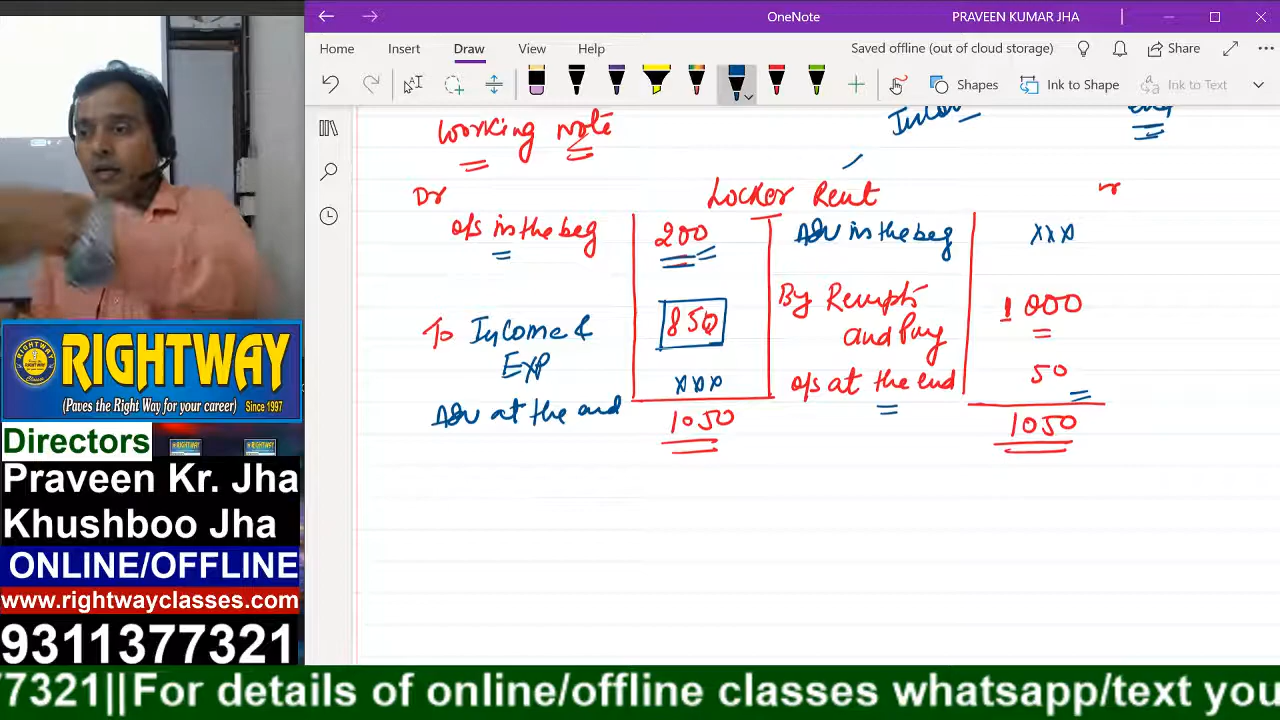 OneNote
PRAVEEN KUMAR JHA
Home Insert Draw View Help
Saved offline (out of cloud storage)
Share
Shapes
Ink to Shape
Ink to Text
Working note
Dr
Locker Rent
o/s in the beg 200 Adv in the beg xxx
To Income & Exp 850 By Receipts and Pay 1000
Adv at the end xxx o/s at the end 50
1050 1050
RIGHTWAY
(Paves the Right Way for your career) Since 1997
Directors
Praveen Kr. Jha
Khushboo Jha
ONLINE/OFFLINE
www.rightwayclasses.com
9311377321
77321||For details of online/offline classes whatsapp/text you